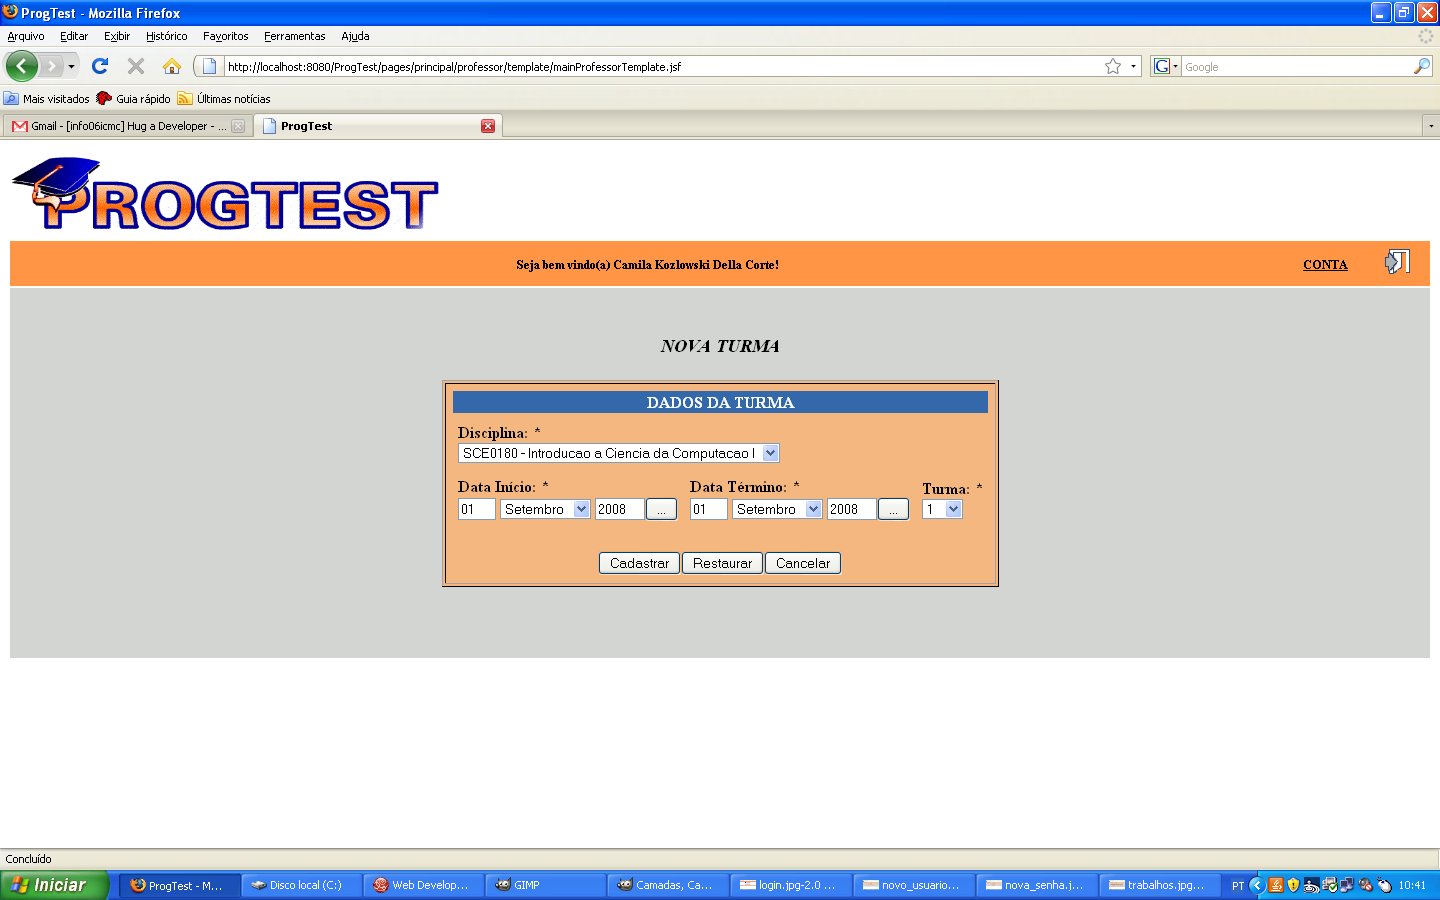 ProgTest - Mozilla Firefox
Arquivo Editar Exibir Histórico Favoritos Ferramentas Ajuda
http://localhost:8080/ProgTest/pages/principal/professor/template/mainProfessorTemplate.jsf
G Google
Mais visitados Guia rápido Últimas notícias
Gmail - [info06icmc] Hug a Developer - ... ProgTest
PROGTEST
Seja bem vindo(a) Camila Kozlowski Della Corte! CONTA
NOVA TURMA
DADOS DA TURMA
Disciplina: *
SCE0180 - Introducao a Ciencia da Computacao I
Data Início: * Data Término: * Turma: *
01 Setembro 2008 ... 01 Setembro 2008 ... 1
Cadastrar Restaurar Cancelar
Concluído
Iniciar ProgTest - M... Disco local (C:) Web Develop... GIMP Camadas, Ca... login.jpg-2.0 ... novo_usuario... nova_senha.j... trabalhos.jpg... PT 10:41